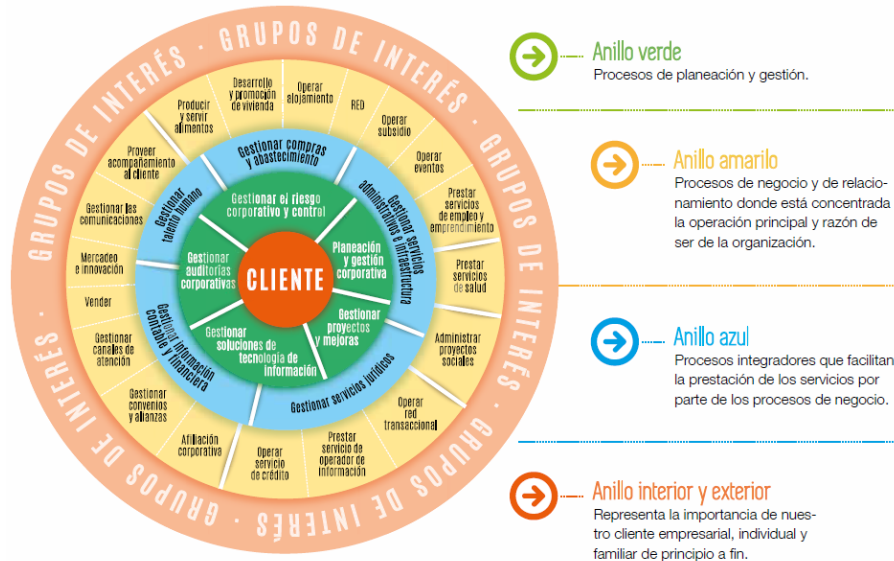 GRUPOS DE INTERÉS · GRUPOS DE INTERÉS · GRUPOS DE INTERÉS · GRUPOS DE INTERÉS · GRUPOS DE INTERÉS ·
Desarrollo
y promoción
de vivienda
Operar
alojamiento
RED
Operar
subsidio
Operar
eventos
Prestar
servicios
de empleo y
emprendimiento
Prestar
servicios
de salud
Administrar
proyectos
sociales
Operar
red
transaccional
Prestar
servicio de
operador de
información
Operar
servicio
de crédito
Afiliación
corporativa
Gestionar
convenios
y alianzas
Gestionar
canales de
atención
Vender
Mercadeo
e innovación
Gestionar las
comunicaciones
Proveer
acompañamiento
al cliente
Producir
y servir
alimentos
Gestionar compras
y abastecimiento
Gestionar servicios
administrativos e infraestructura
Gestionar servicios jurídicos
Gestionar información
contable y financiera
Gestionar
talento humano
Gestionar el riesgo
corporativo y control
Planeación
y gestión
corporativa
Gestionar
proyectos
y mejoras
Gestionar
soluciones de
tecnología de
información
Gestionar
auditorías
corporativas
CLIENTE
Anillo verde
Procesos de planeación y gestión.
Anillo amarilo
Procesos de negocio y de relacio-
namiento donde está concentrada
la operación principal y razón de
ser de la organización.
Anillo azul
Procesos integradores que facilitan
la prestación de los servicios por
parte de los procesos de negocio.
Anillo interior y exterior
Representa la importancia de nues-
tro cliente empresarial, individual y
familiar de principio a fin.